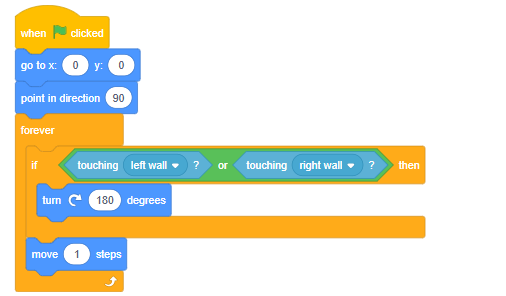 when clicked
go to x: 0 y: 0
point in direction 90
forever
if touching left wall ? or touching right wall ? then
turn 180 degrees
move 1 steps